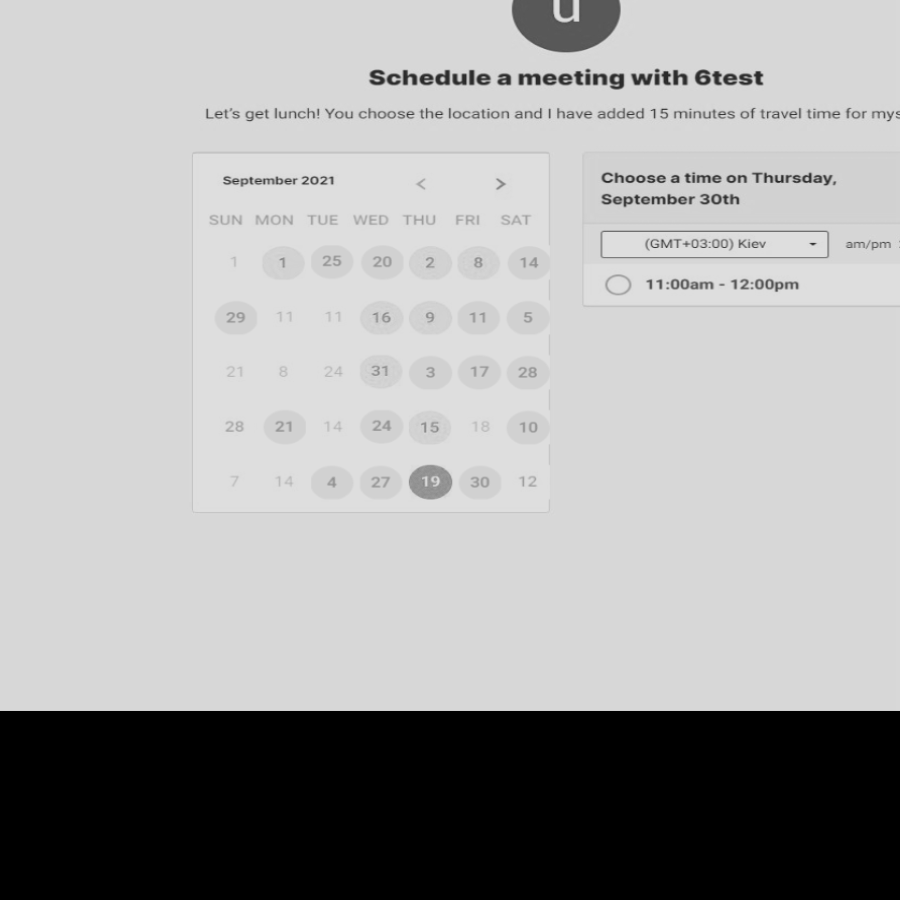 u
Schedule a meeting with 6test
Let's get lunch! You choose the location and I have added 15 minutes of travel time for mys
September 2021 < >
SUN MON TUE WED THU FRI SAT
1 1 25 20 2 8 14
29 11 11 16 9 11 5
21 8 24 31 3 17 28
28 21 14 24 15 18 10
7 14 4 27 19 30 12
Choose a time on Thursday,
September 30th
(GMT+03:00) Kiev am/pm
11:00am - 12:00pm